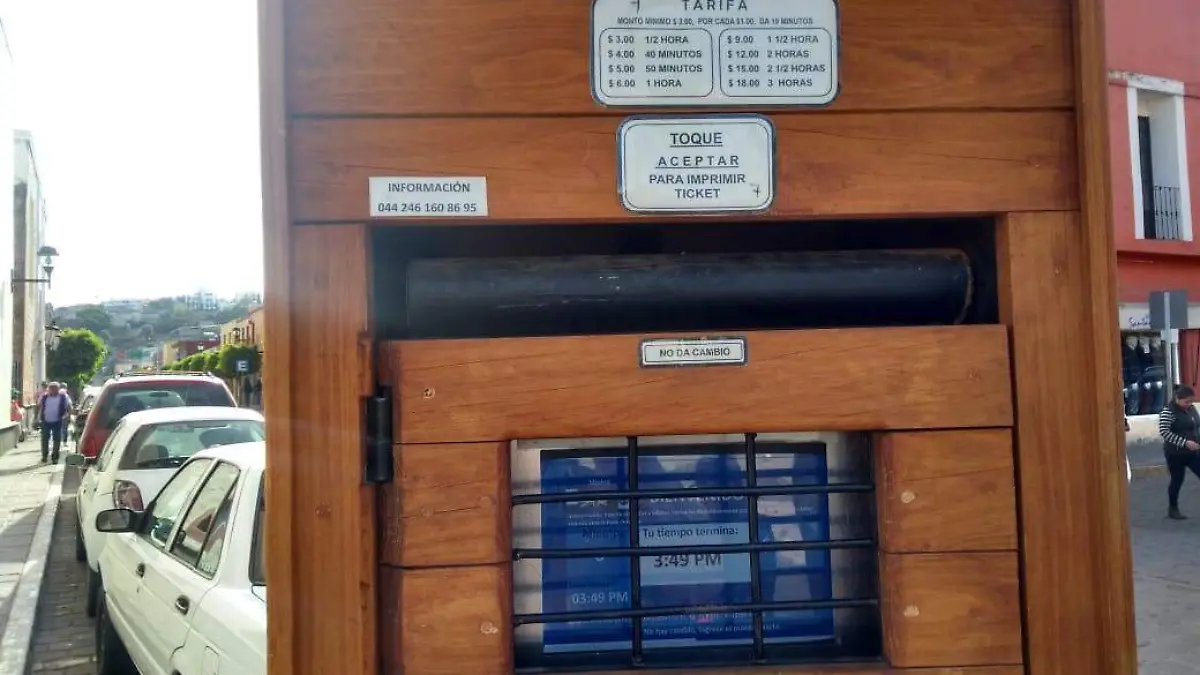 TARIFA
MONTO MINIMO $ 3.00, POR CADA $1.00, DA 10 MINUTOS
$ 3.00 1/2 HORA
$ 4.00 40 MINUTOS
$ 5.00 50 MINUTOS
$ 6.00 1 HORA
$ 9.00 1 1/2 HORA
$ 12.00 2 HORAS
$ 15.00 2 1/2 HORAS
$ 18.00 3 HORAS
TOQUE
ACEPTAR
PARA IMPRIMIR
TICKET
INFORMACIÓN
044 246 160 86 95
NO DA CAMBIO
E
BIENVENIDO
Tu tiempo termina:
3:49 PM
03:49 PM